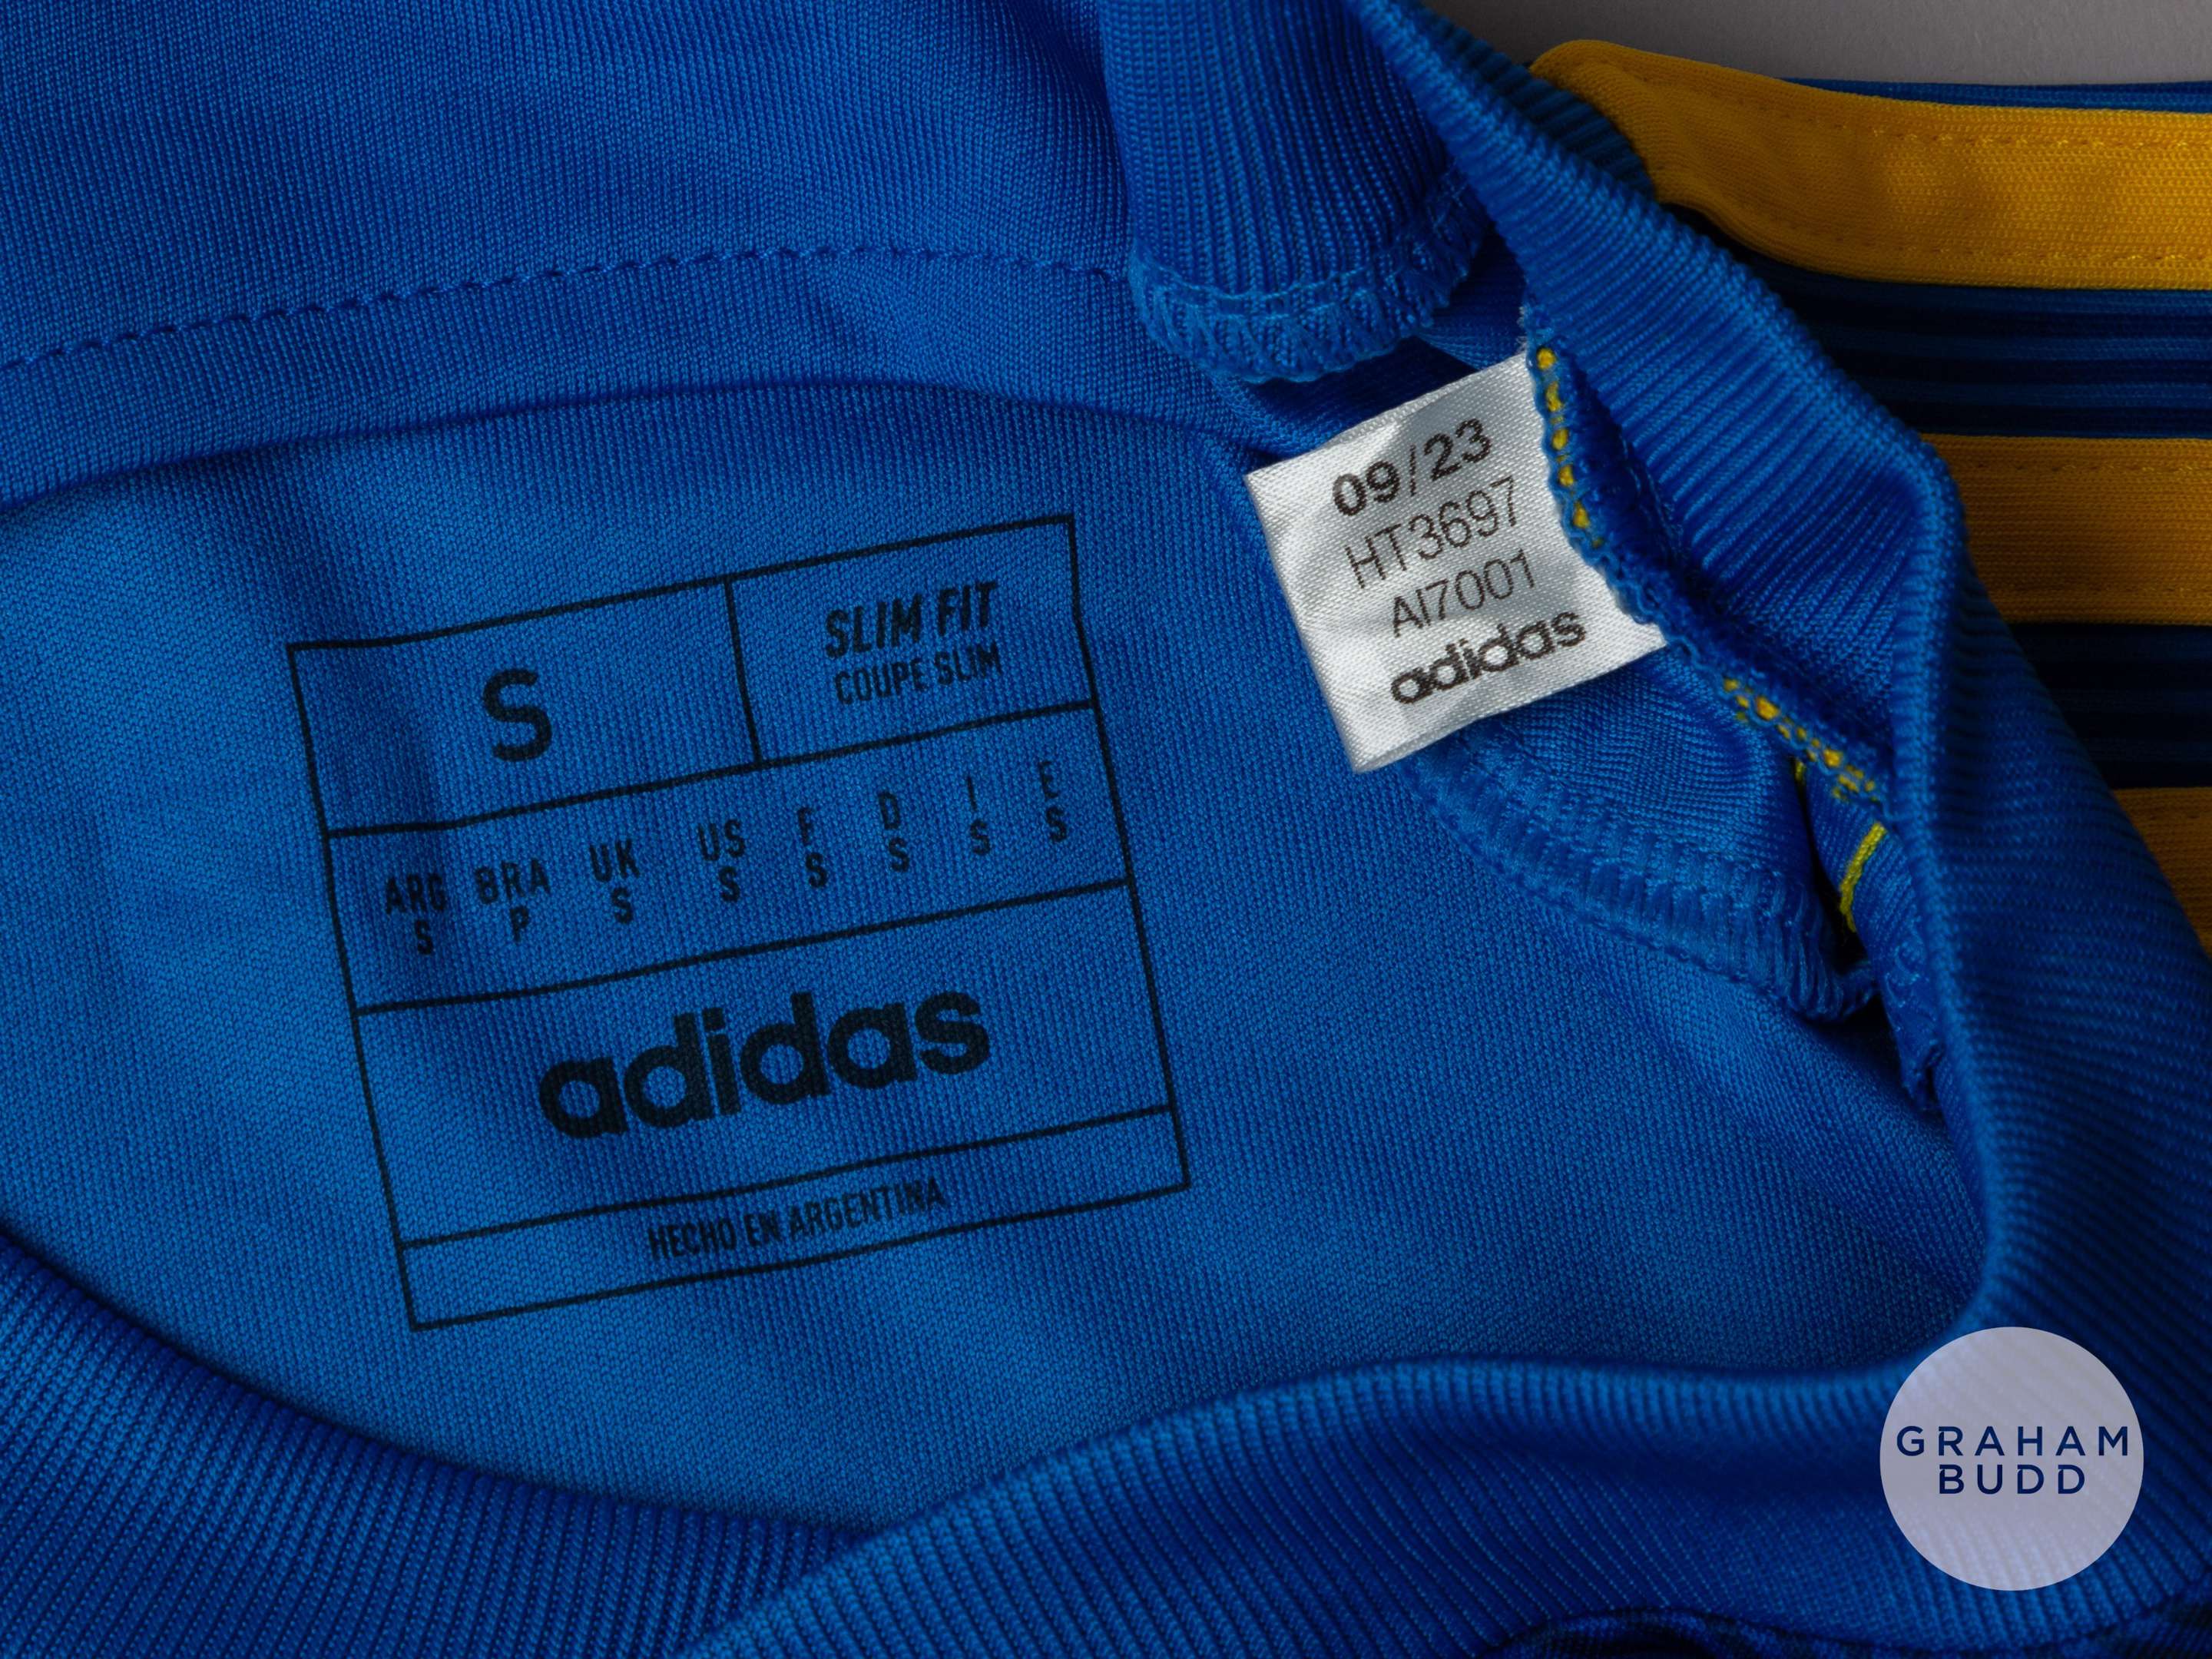 09/23
HT3697
AI7001
adidas
S
SLIM FIT
COUPE SLIM
ARG BRA UK US F D I E
S P S S S S S S
adidas
HECHO EN ARGENTINA
GRAHAM
BUDD